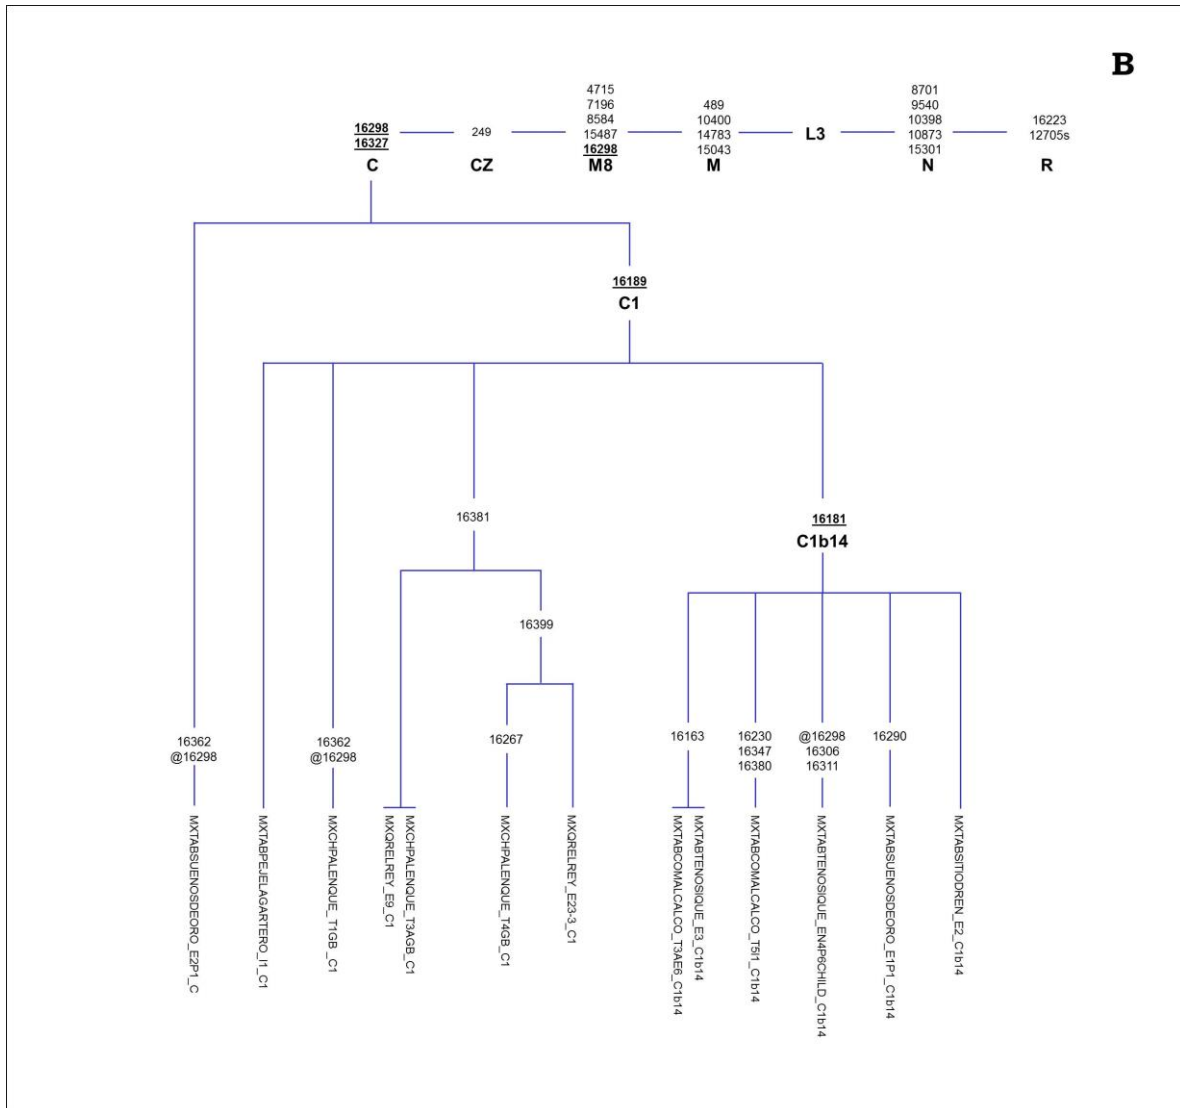 B
16298
16327
C
249
CZ
4715
7196
8584
15487
16298
M8
489
10400
14783
15043
M
L3
8701
9540
10398
10873
15301
N
16223
12705s
R
16189
C1
16381
16181
C1b14
16399
16362
@16298
16362
@16298
16267
16163
16230
16347
16380
@16298
16306
16311
16290
MXTABSUENOSDEORO_E2P1_C
MXTABPEJELAGARTERO_I1_C1
MXCHPALENQUE_T1GB _C1
MXQRELREY_E9_C1
MXCHPALENQUE_T3AGB_C1
MXCHPALENQUE_T4GB_C1
MXQRELREY_E23-3_C1
MXTABCOMALCALCO_T3AE6_C1b14
MXTABTENOSIQUE_E3_C1b14
MXTABCOMALCALCO_T5I1_C1b14
MXTABTENOSIQUE_EN4P6CHILD_C1b14
MXTABSUENOSDEORO_E1P1_C1b14
MXTABSITIODREN_E2_C1b14